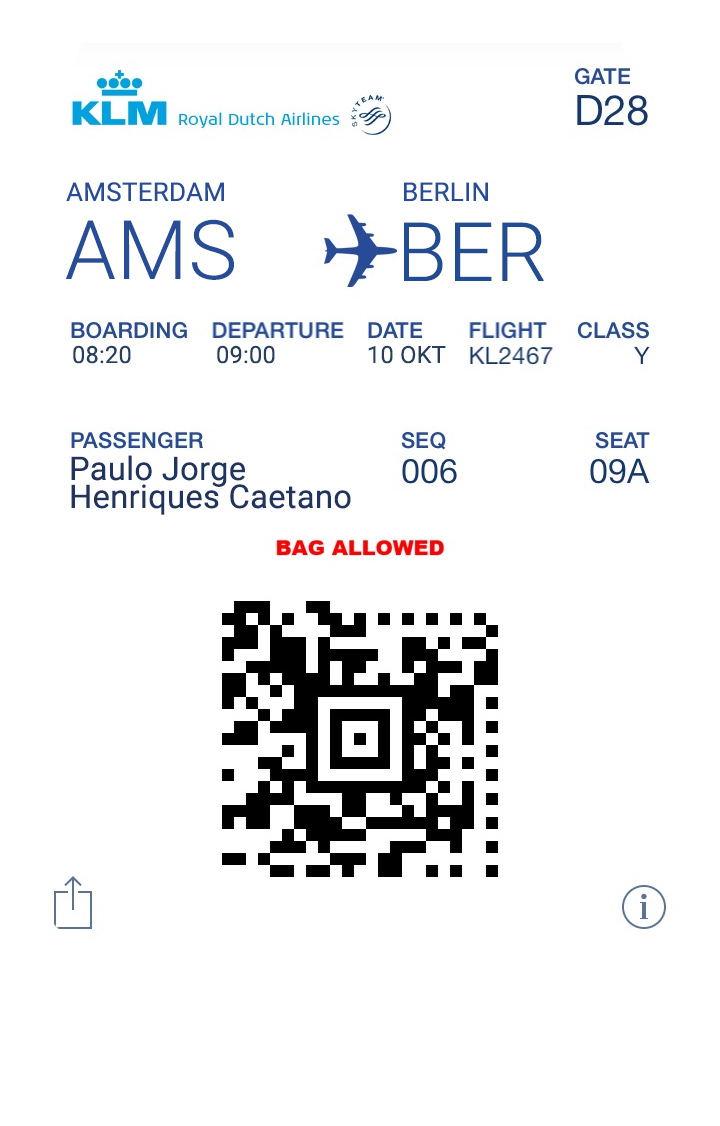 KLM Royal Dutch Airlines SKYTEAM
GATE
D28
AMSTERDAM BERLIN
AMS BER
BOARDING DEPARTURE DATE FLIGHT CLASS
08:20 09:00 10 OKT KL2467 Y
PASSENGER SEQ SEAT
Paulo Jorge 006 09A
Henriques Caetano
BAG ALLOWED
i